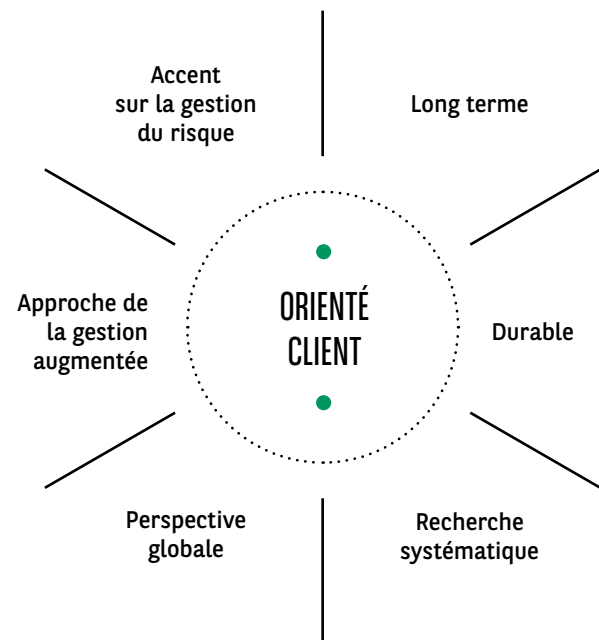 Accent
sur la gestion
du risque
Long terme
Approche de
la gestion
augmentée
ORIENTÉ
CLIENT
Durable
Perspective
globale
Recherche
systématique